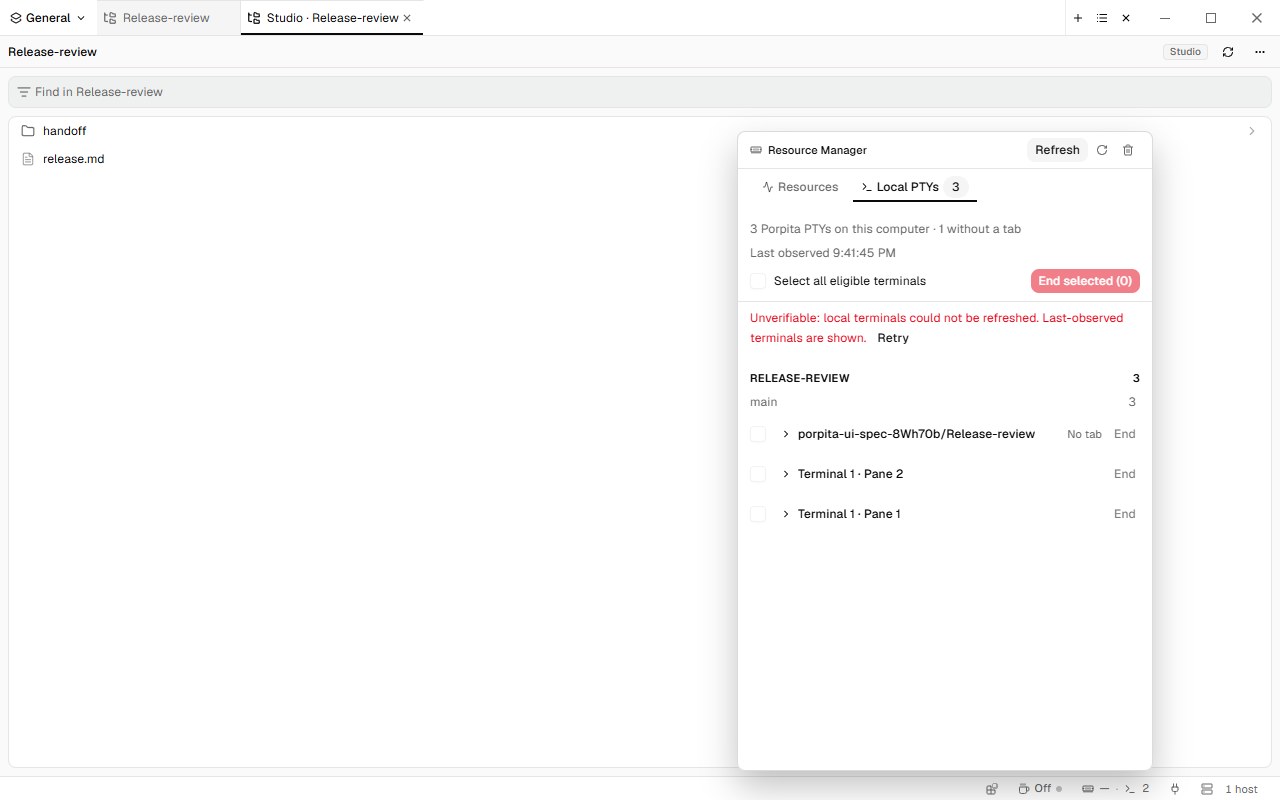 General
Release-review
Studio · Release-review
Release-review
Studio
Find in Release-review
handoff
release.md
Resource Manager
Refresh
Resources
Local PTYs 3
3 Porpita PTYs on this computer · 1 without a tab
Last observed 9:41:45 PM
Select all eligible terminals
End selected (0)
Unverifiable: local terminals could not be refreshed. Last-observed
terminals are shown. Retry
RELEASE-REVIEW 3
main 3
porpita-ui-spec-8Wh70b/Release-review No tab End
Terminal 1 · Pane 2 End
Terminal 1 · Pane 1 End
Off — · 2 1 host